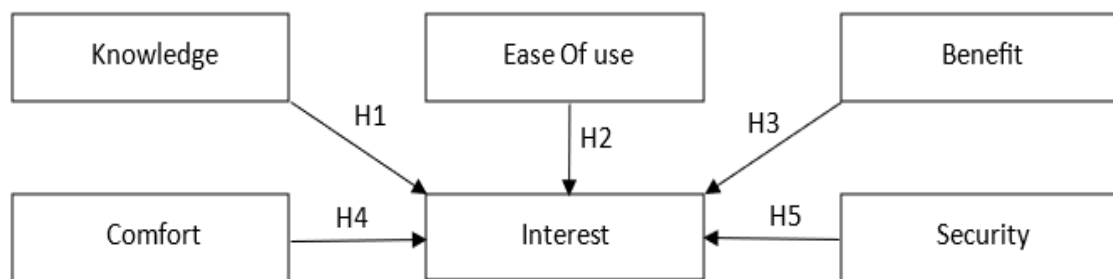 Knowledge
Ease Of use
Benefit
H1
H2
H3
Comfort
H4
Interest
H5
Security